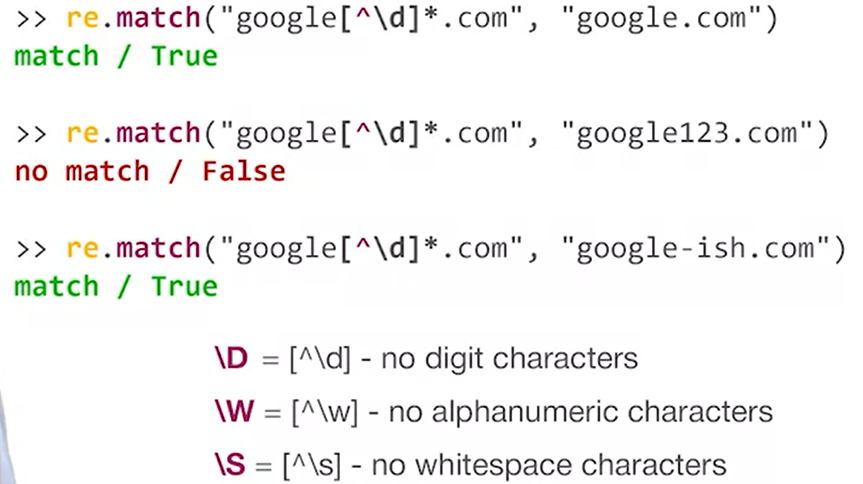 >> re.match("google[^\d]*.com", "google.com")
match / True
>> re.match("google[^\d]*.com", "google123.com")
no match / False
>> re.match("google[^\d]*.com", "google-ish.com")
match / True
\D = [^\d] - no digit characters
\W = [^\w] - no alphanumeric characters
\S = [^\s] - no whitespace characters